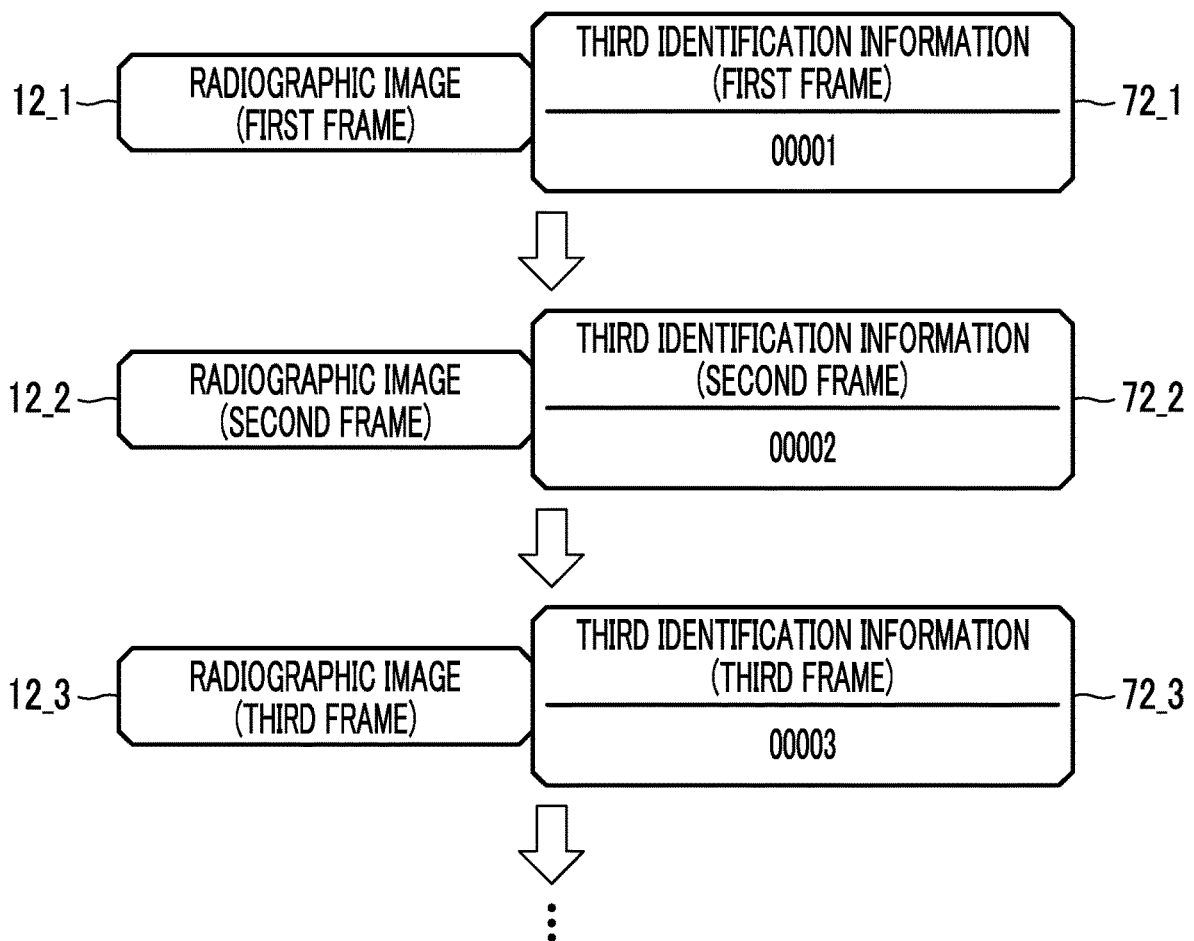 THIRD IDENTIFICATION INFORMATION
(FIRST FRAME)
12_1
RADIOGRAPHIC IMAGE
(FIRST FRAME)
72_1
00001
THIRD IDENTIFICATION INFORMATION
(SECOND FRAME)
12_2
RADIOGRAPHIC IMAGE
(SECOND FRAME)
72_2
00002
THIRD IDENTIFICATION INFORMATION
(THIRD FRAME)
12_3
RADIOGRAPHIC IMAGE
(THIRD FRAME)
72_3
00003